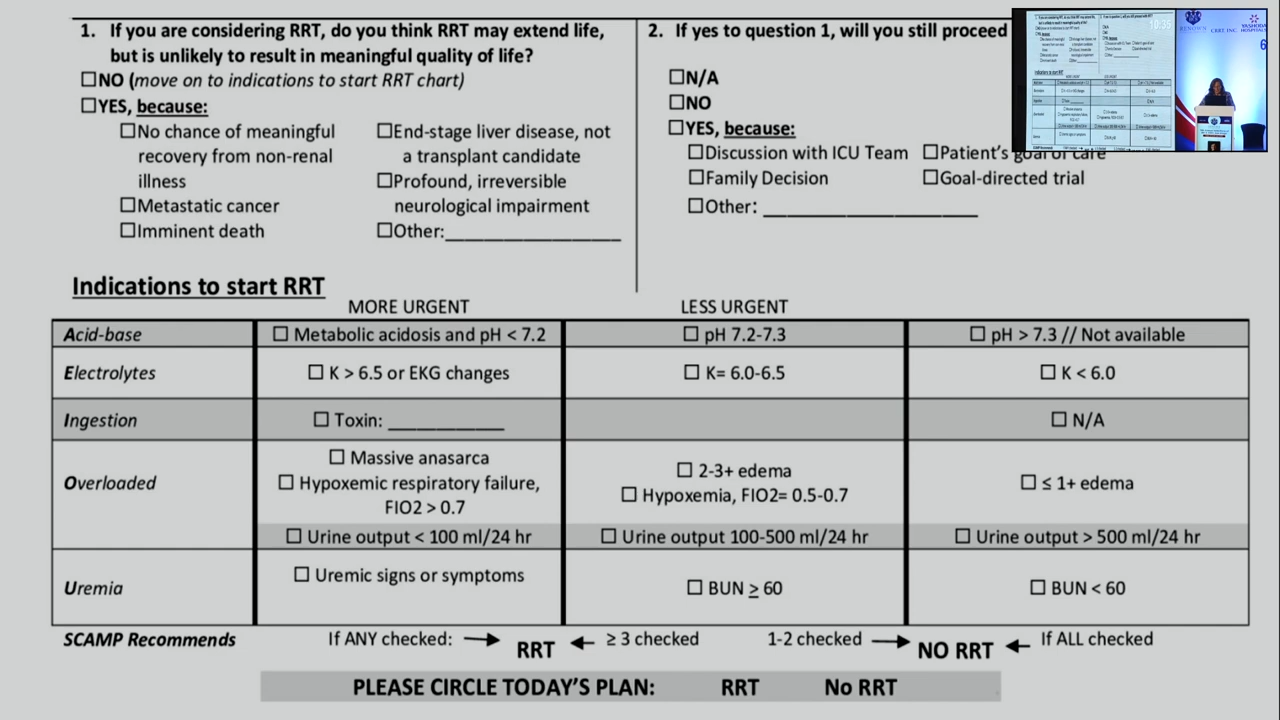 1. If you are considering RRT, do you think RRT may extend life,
but is unlikely to result in meaningful quality of life?
☐NO (move on to indications to start RRT chart)
☐YES, because:
☐No chance of meaningful recovery from non-renal illness
☐Metastatic cancer
☐Imminent death
☐End-stage liver disease, not a transplant candidate
☐Profound, irreversible neurological impairment
☐Other:____________________
2. If yes to question 1, will you still proceed
☐N/A
☐NO
☐YES, because:
☐Discussion with ICU Team ☐Patient's goal of care
☐Family Decision ☐Goal-directed trial
☐Other: ____________________
Indications to start RRT
MORE URGENT LESS URGENT
Acid-base ☐ Metabolic acidosis and pH < 7.2 ☐ pH 7.2-7.3 ☐ pH > 7.3 // Not available
Electrolytes ☐ K > 6.5 or EKG changes ☐ K= 6.0-6.5 ☐ K < 6.0
Ingestion ☐ Toxin: ____________ ☐ N/A
Overloaded
☐ Massive anasarca
☐ Hypoxemic respiratory failure,
FIO2 > 0.7
☐ 2-3+ edema
☐ Hypoxemia, FIO2= 0.5-0.7
☐ ≤ 1+ edema
☐ Urine output < 100 ml/24 hr ☐ Urine output 100-500 ml/24 hr ☐ Urine output > 500 ml/24 hr
Uremia ☐ Uremic signs or symptoms ☐ BUN ≥ 60 ☐ BUN < 60
SCAMP Recommends If ANY checked: → RRT ← ≥ 3 checked 1-2 checked → NO RRT ← If ALL checked
PLEASE CIRCLE TODAY'S PLAN: RRT No RRT
RENOWN CRRT INC. YASHODA
HOSPITALS
6